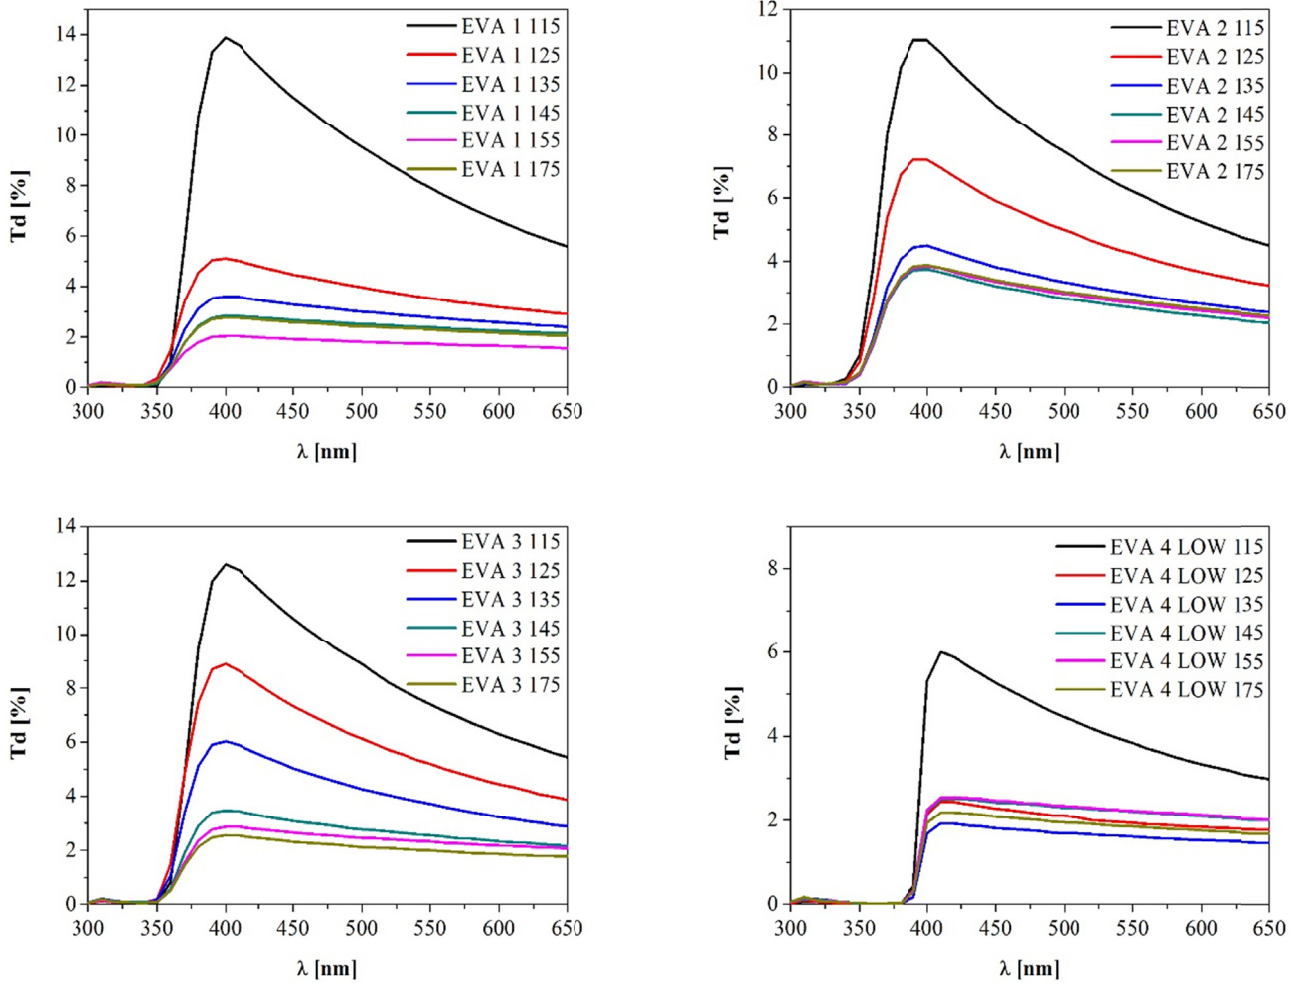 EVA 1 115
EVA 1 125
EVA 1 135
EVA 1 145
EVA 1 155
EVA 1 175
14
12
10
8
6
4
2
0
Td [%]
300 350 400 450 500 550 600 650
λ [nm]
EVA 2 115
EVA 2 125
EVA 2 135
EVA 2 145
EVA 2 155
EVA 2 175
12
10
8
6
4
2
0
Td [%]
300 350 400 450 500 550 600 650
λ [nm]
EVA 3 115
EVA 3 125
EVA 3 135
EVA 3 145
EVA 3 155
EVA 3 175
14
12
10
8
6
4
2
0
Td [%]
300 350 400 450 500 550 600 650
λ [nm]
EVA 4 LOW 115
EVA 4 LOW 125
EVA 4 LOW 135
EVA 4 LOW 145
EVA 4 LOW 155
EVA 4 LOW 175
8
6
4
2
0
Td [%]
300 350 400 450 500 550 600 650
λ [nm]